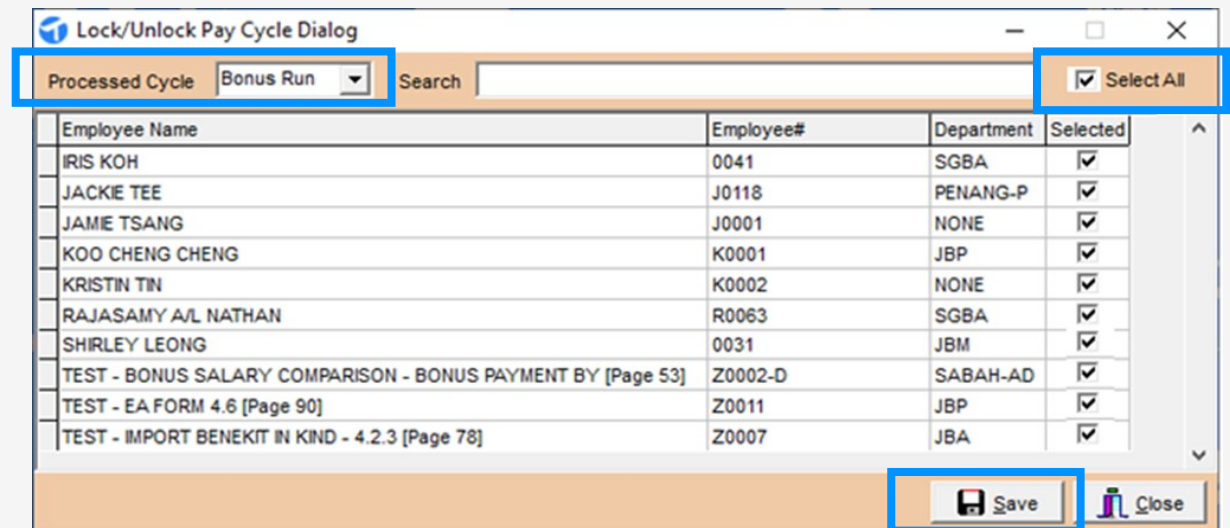 Lock/Unlock Pay Cycle Dialog
Processed Cycle Bonus Run Search Select All
Employee Name Employee# Department Selected
IRIS KOH 0041 SGBA
JACKIE TEE J0118 PENANG-P
JAMIE TSANG J0001 NONE
KOO CHENG CHENG K0001 JBP
KRISTIN TIN K0002 NONE
RAJASAMY A/L NATHAN R0063 SGBA
SHIRLEY LEONG 0031 JBM
TEST - BONUS SALARY COMPARISON - BONUS PAYMENT BY [Page 53] Z0002-D SABAH-AD
TEST - EA FORM 4.6 [Page 90] Z0011 JBP
TEST - IMPORT BENEKIT IN KIND - 4.2.3 [Page 78] Z0007 JBA
Save Close